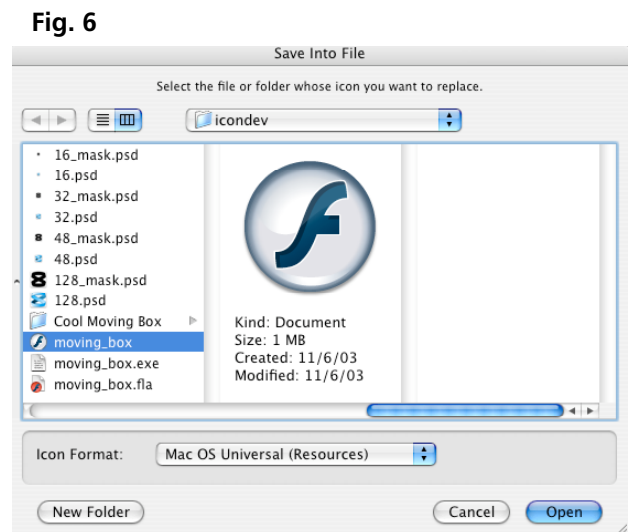 Fig. 6
Save Into File
Select the file or folder whose icon you want to replace.
icondev
16_mask.psd
16.psd
32_mask.psd
32.psd
48_mask.psd
48.psd
128_mask.psd
128.psd
Cool Moving Box
moving_box
moving_box.exe
moving_box.fla
Kind: Document
Size: 1 MB
Created: 11/6/03
Modified: 11/6/03
Icon Format: Mac OS Universal (Resources)
New Folder Cancel Open